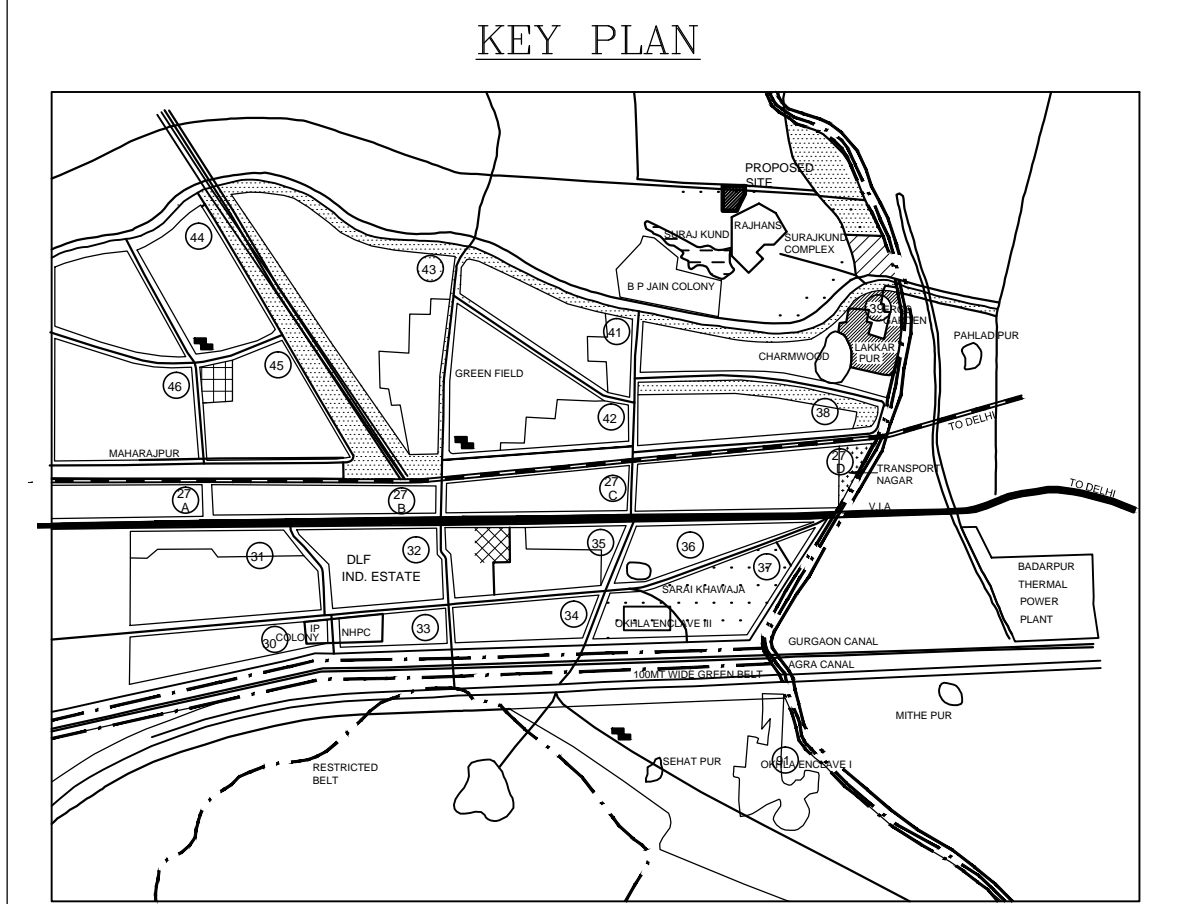 KEY PLAN
PROPOSED
SITE
RAJHANS
SURAJ KUND
SURAJKUND
COMPLEX
44
43
B P JAIN COLONY
39
GARDEN
41
PAHLAD PUR
LAKKAR
PUR
CHARMWOOD
45
46
GREEN FIELD
38
42
TO DELHI
MAHARAJPUR
27
D
TRANSPORT
NAGAR
27
A
27
B
27
C
TO DELHI
V.I.A
31
DLF
IND. ESTATE
32
35
36
37
BADARPUR
THERMAL
POWER
PLANT
SARAI KHAWAJA
34
OKHLA ENCLAVE III
33
IP
COLONY
NHPC
30
GURGAON CANAL
AGRA CANAL
100MT WIDE GREEN BELT
MITHE PUR
RESTRICTED
BELT
SEHAT PUR
91
OKHLA ENCLAVE I